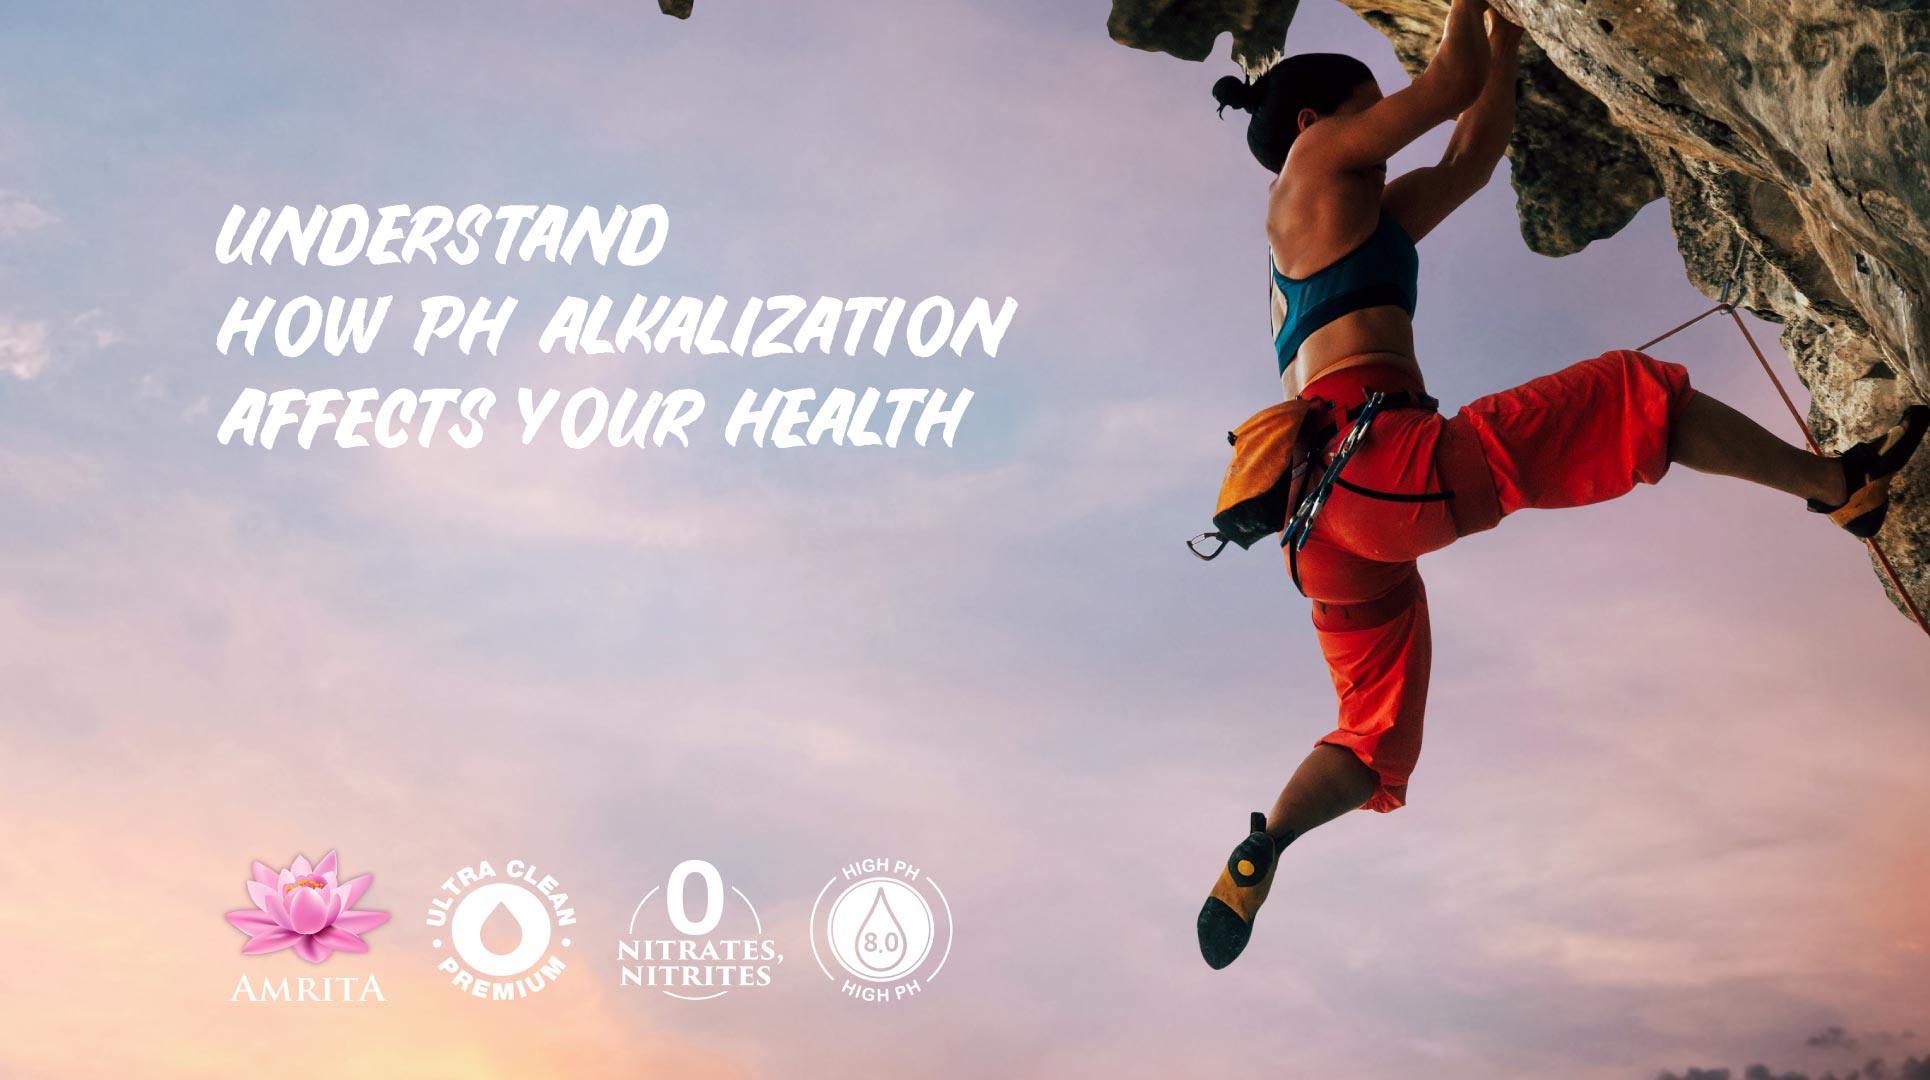 UNDERSTAND
HOW PH ALKALIZATION
AFFECTS YOUR HEALTH
AMRITA
ULTRA CLEAN
PREMIUM
0
NITRATES,
NITRITES
HIGH PH
8.0
HIGH PH